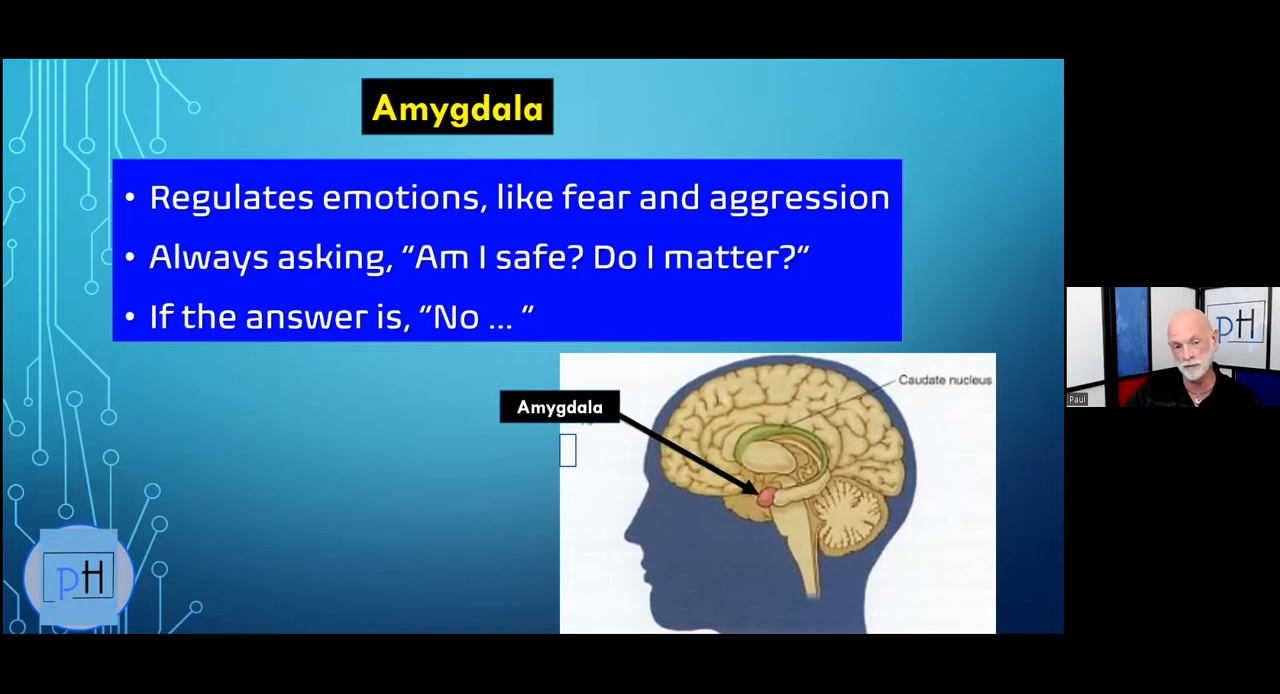 Amygdala
• Regulates emotions, like fear and aggression
• Always asking, “Am I safe? Do I matter?“
• If the answer is, “No ... ”
Caudate nucleus
Amygdala
pH
pH
Paul